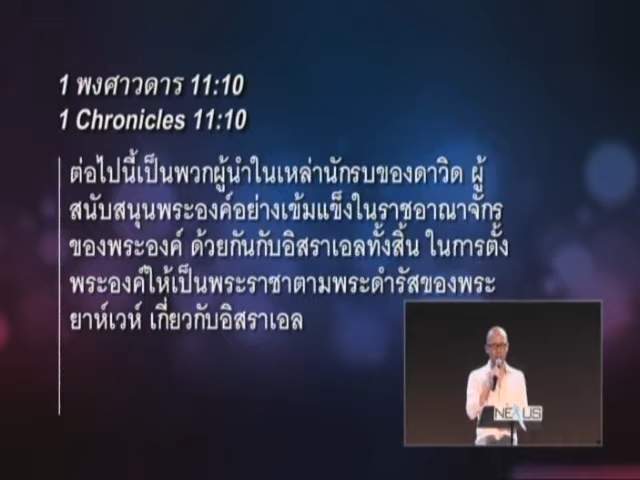 1 พงศาวดาร 11:10
1 Chronicles 11:10
ต่อไปนี้เป็นพวกผู้นำในเหล่านักรบของดาวิด ผู้
สนับสนุนพระองค์อย่างเข้มแข็งในราชอาณาจักร
ของพระองค์ ด้วยกันกับอิสราเอลทั้งสิ้น ในการตั้ง
พระองค์ให้เป็นพระราชาตามพระดำรัสของพระ
ยาห์เวห์ เกี่ยวกับอิสราเอล
NEXUS